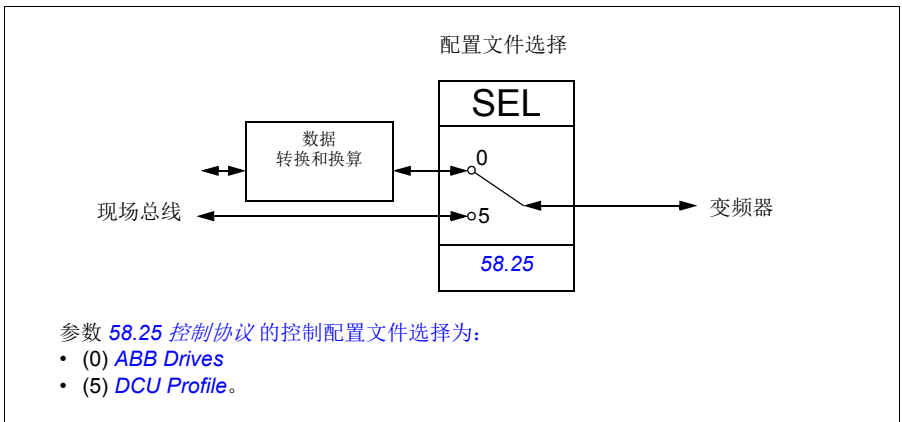 配置文件选择
SEL
数据
转换和换算
0
现场总线
5
变频器
58.25
参数 58.25 控制协议 的控制配置文件选择为:
• (0) ABB Drives
• (5) DCU Profile。